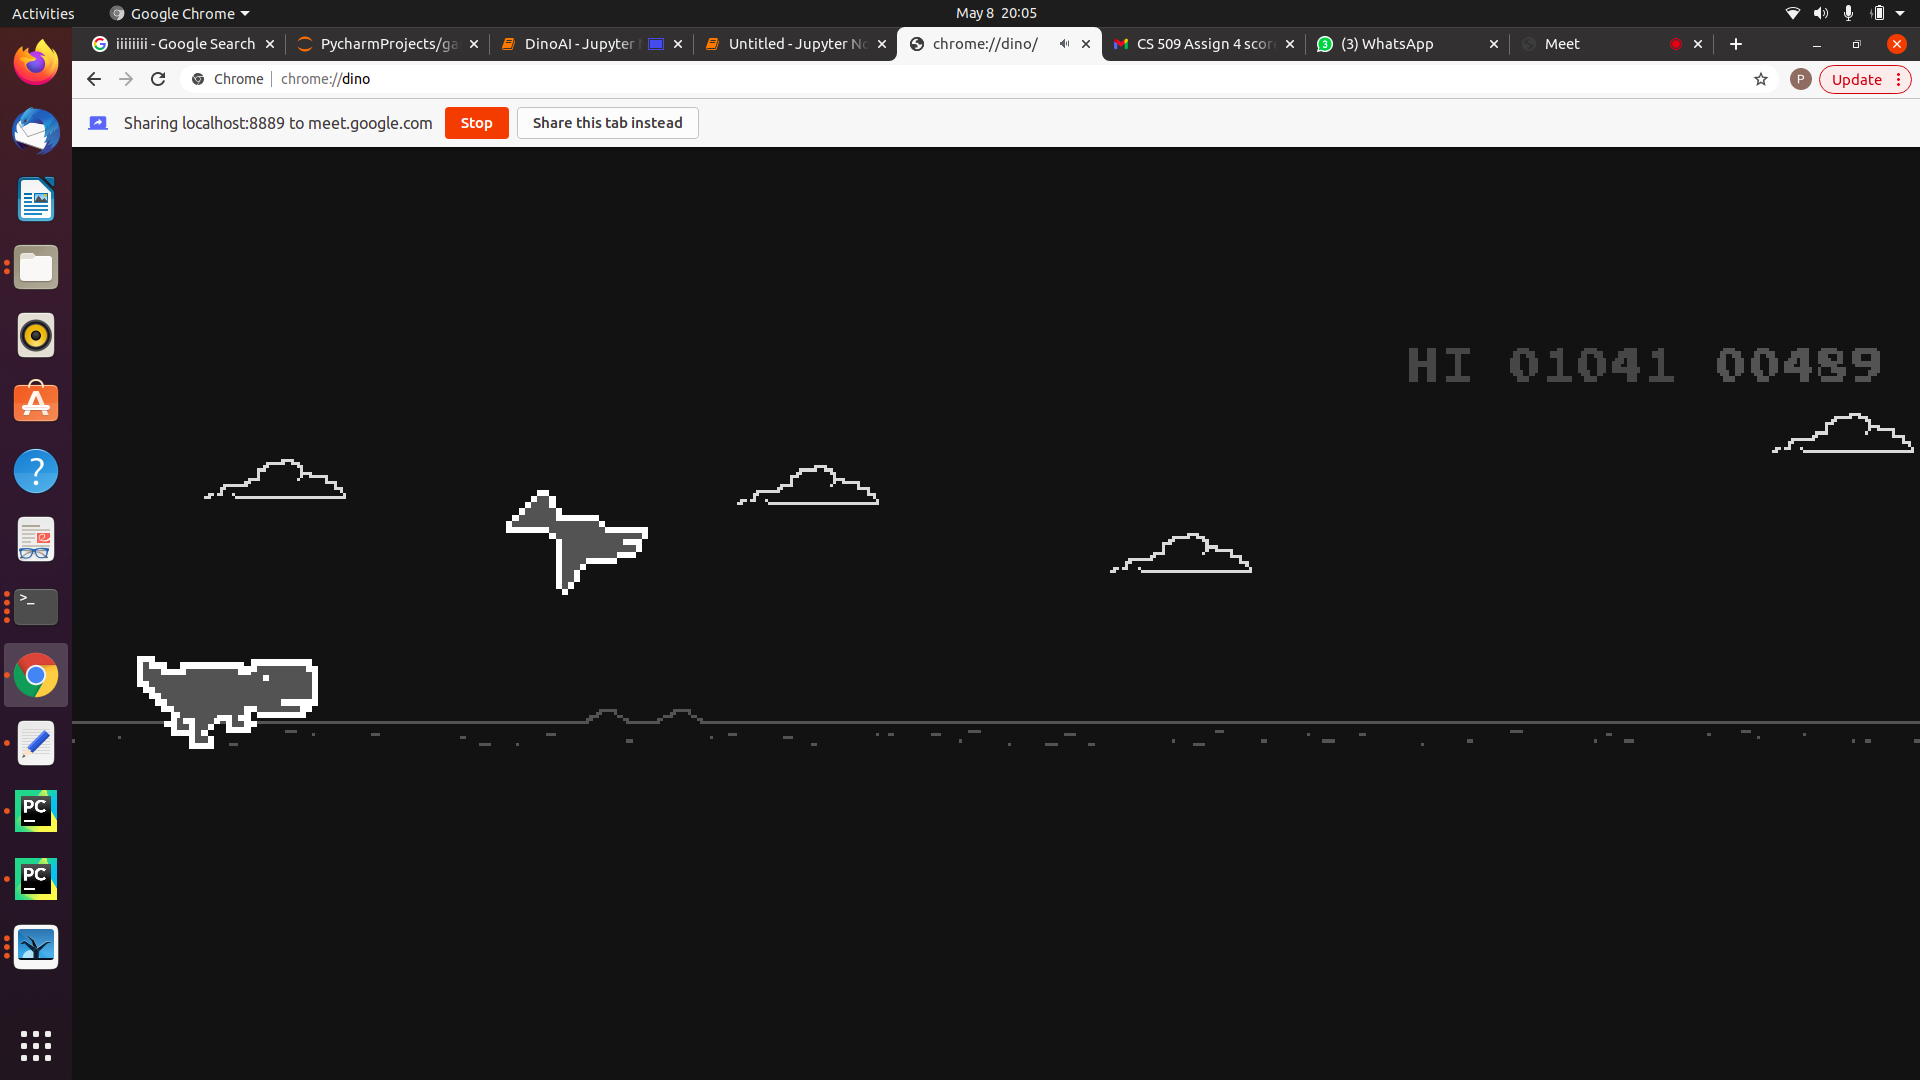 Activities
Google Chrome
May 8 20:05
iiiiiiii - Google Search
PycharmProjects/ga
DinoAI - Jupyter
Untitled - Jupyter No
chrome://dino/
CS 509 Assign 4 scor
(3) WhatsApp
Meet
Chrome
chrome://dino
P
Update
Sharing localhost:8889 to meet.google.com
Stop
Share this tab instead
HI 01041 00489
3
?
>_
PC
PC